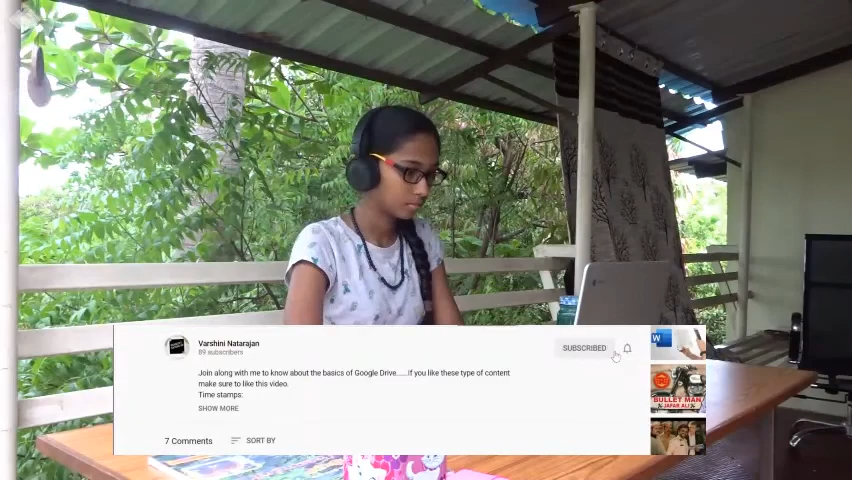 Varshini Natarajan
89 subscribers
SUBSCRIBED
Join along with me to know about the basics of Google Drive......If you like these type of content
make sure to like this video.
Time stamps:
SHOW MORE
7 Comments
SORT BY
W
BULLET MAN
JAFAR ALI